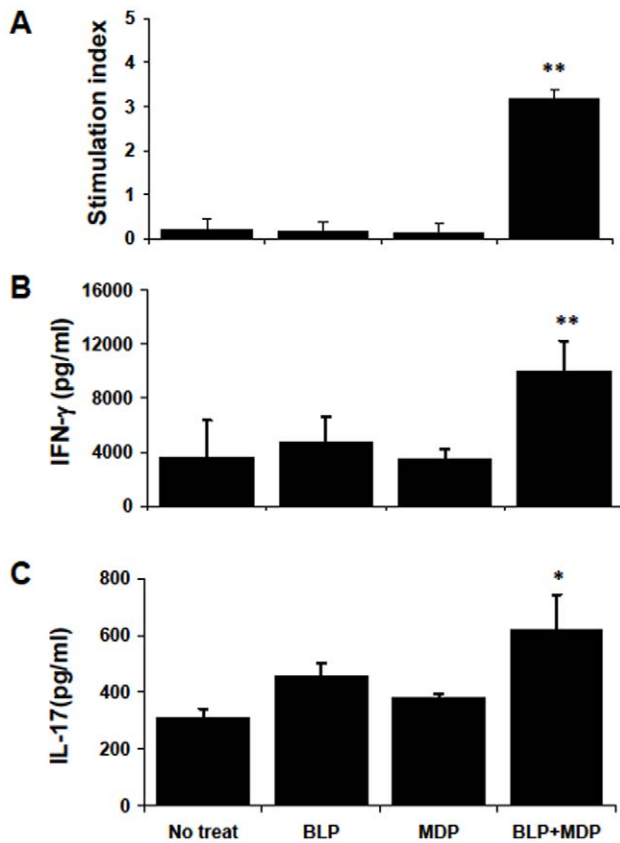 A
Stimulation index
5
4
3
2
1
0
**
B
IFN-γ (pg/ml)
16000
12000
8000
4000
0
**
C
IL-17(pg/ml)
800
600
400
200
0
*
No treat BLP MDP BLP+MDP